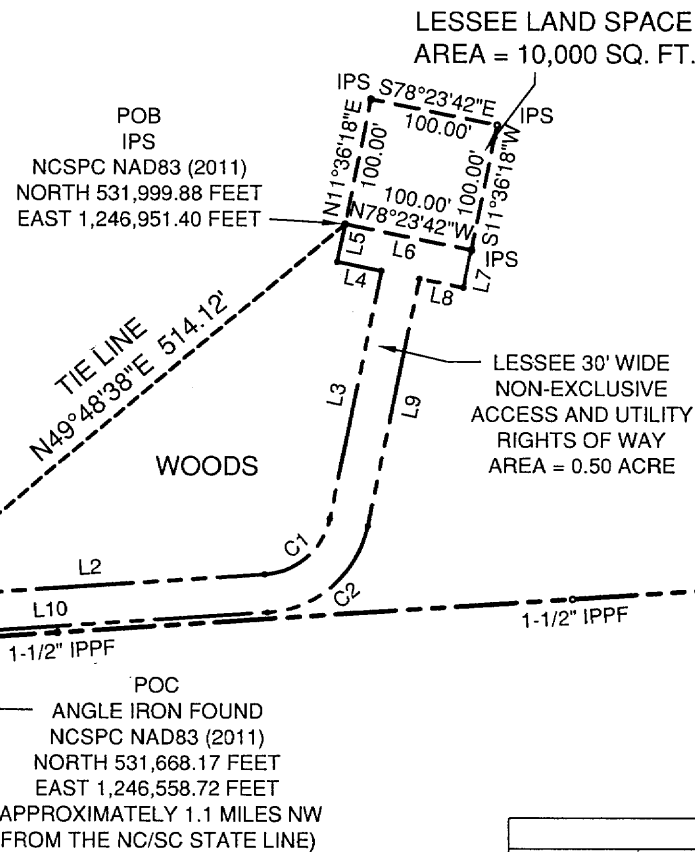 LESSEE LAND SPACE
AREA = 10,000 SQ. FT.
IPS
S78°23'42"E
100.00'
IPS
POB
IPS
NCSPC NAD83 (2011)
NORTH 531,999.88 FEET
EAST 1,246,951.40 FEET
N11°36'18"E
100.00'
100.00'
S11°36'18"W
100.00'
N78°23'42"W
IPS
L5
L6
L4
L7
L8
TIE LINE
N49°48'38"E 514.12'
L3
L9
LESSEE 30' WIDE
NON-EXCLUSIVE
ACCESS AND UTILITY
RIGHTS OF WAY
AREA = 0.50 ACRE
WOODS
L2
C1
L10
C2
1-1/2" IPPF
1-1/2" IPPF
POC
ANGLE IRON FOUND
NCSPC NAD83 (2011)
NORTH 531,668.17 FEET
EAST 1,246,558.72 FEET
APPROXIMATELY 1.1 MILES NW
FROM THE NC/SC STATE LINE)